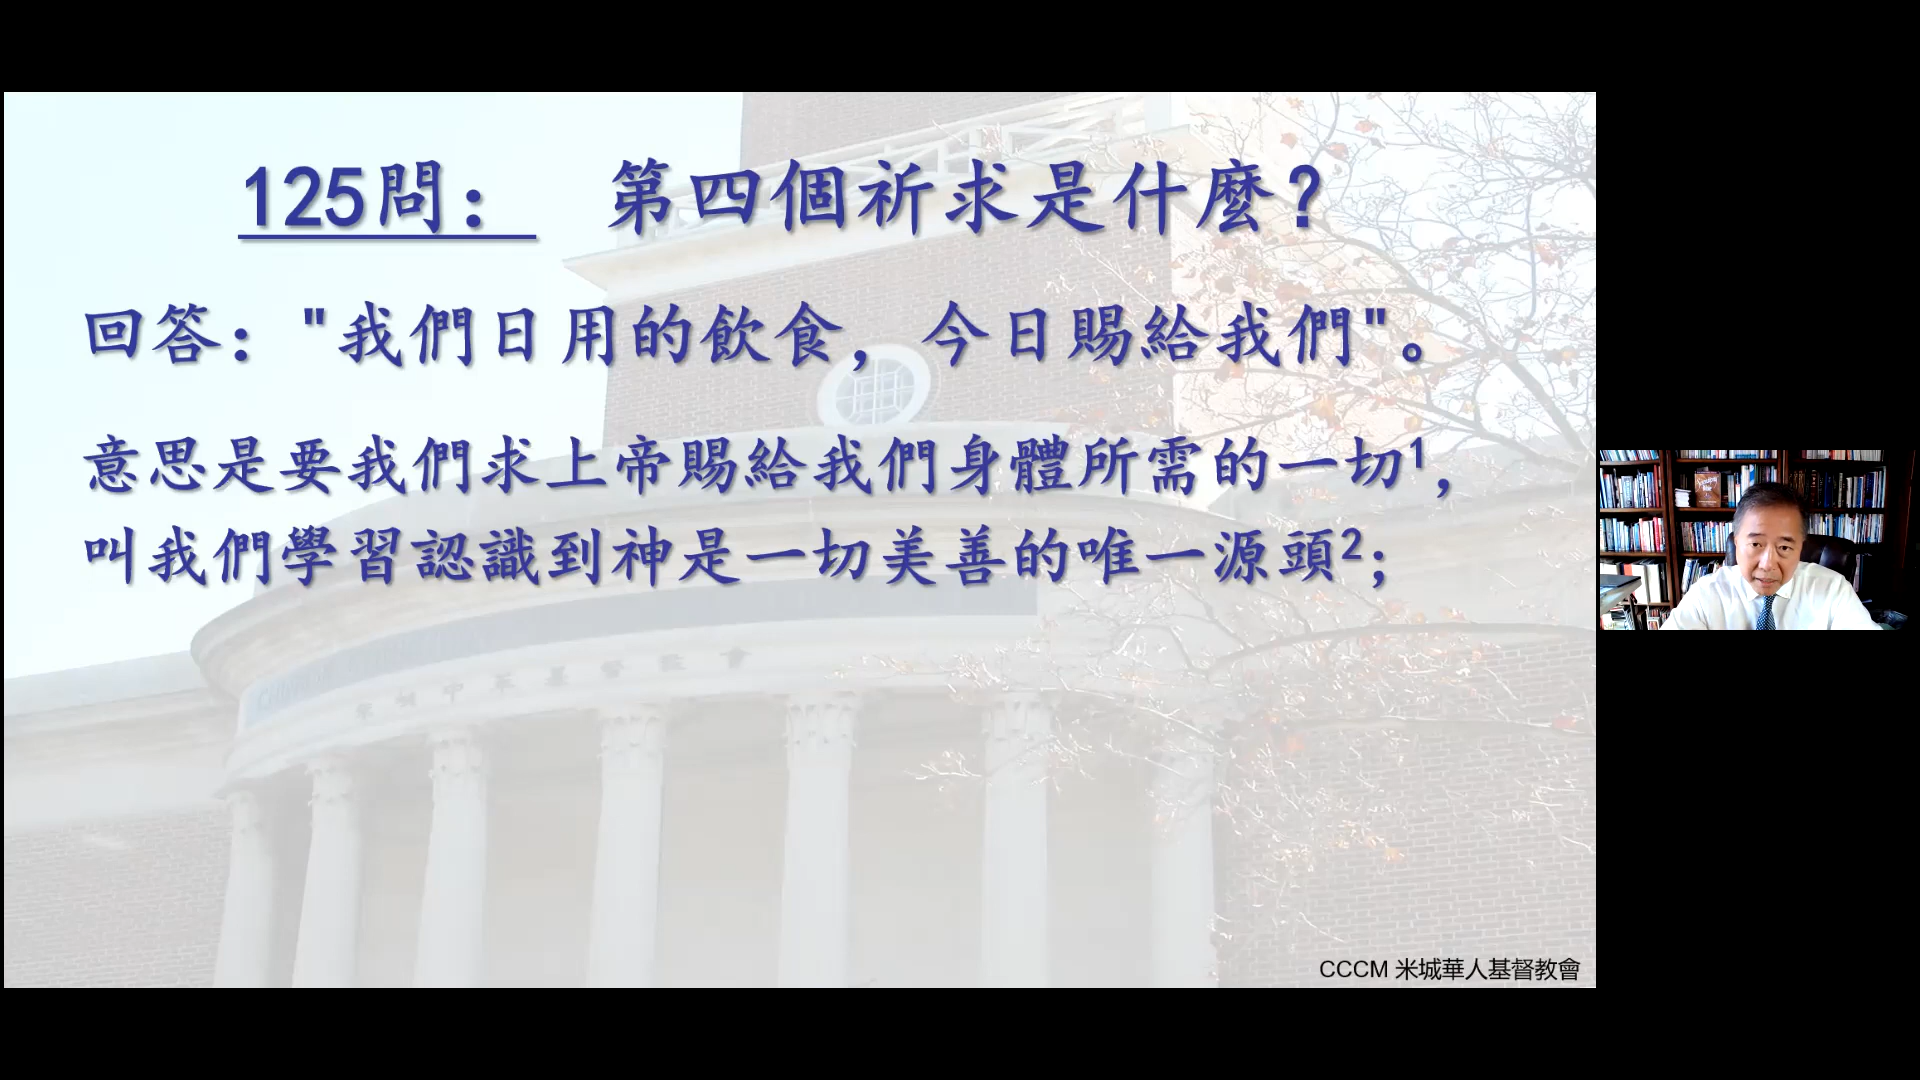 125問： 第四個祈求是什麼？
回答："我們日用的飲食，今日賜給我們"。
意思是要我們求上帝賜給我們身體所需的一切¹，
叫我們學習認識到神是一切美善的唯一源頭²；
CCCM 米城華人基督教會